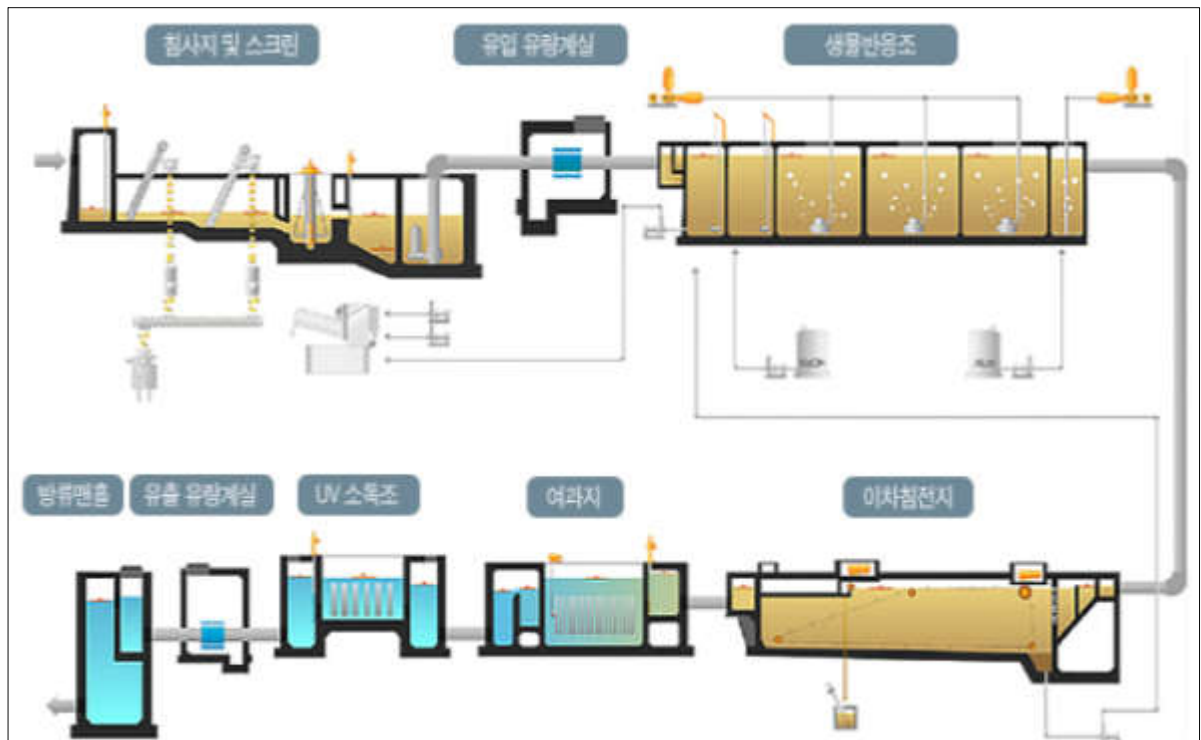 침사지 및 스크린
유입 유량계실
생물반응조
방류맨홀
유출 유량계실
UV 소독조
여과지
이차침전지